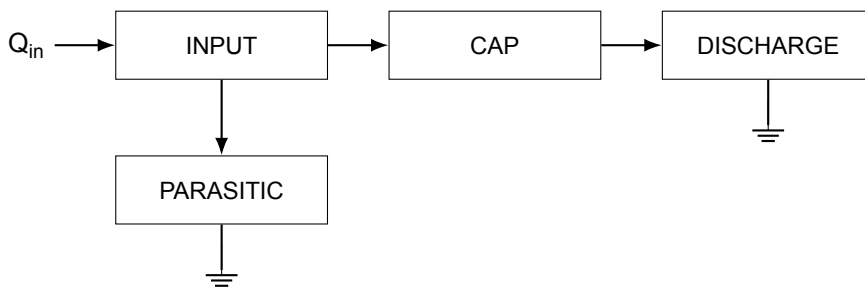 Q_in
INPUT
CAP
DISCHARGE
PARASITIC